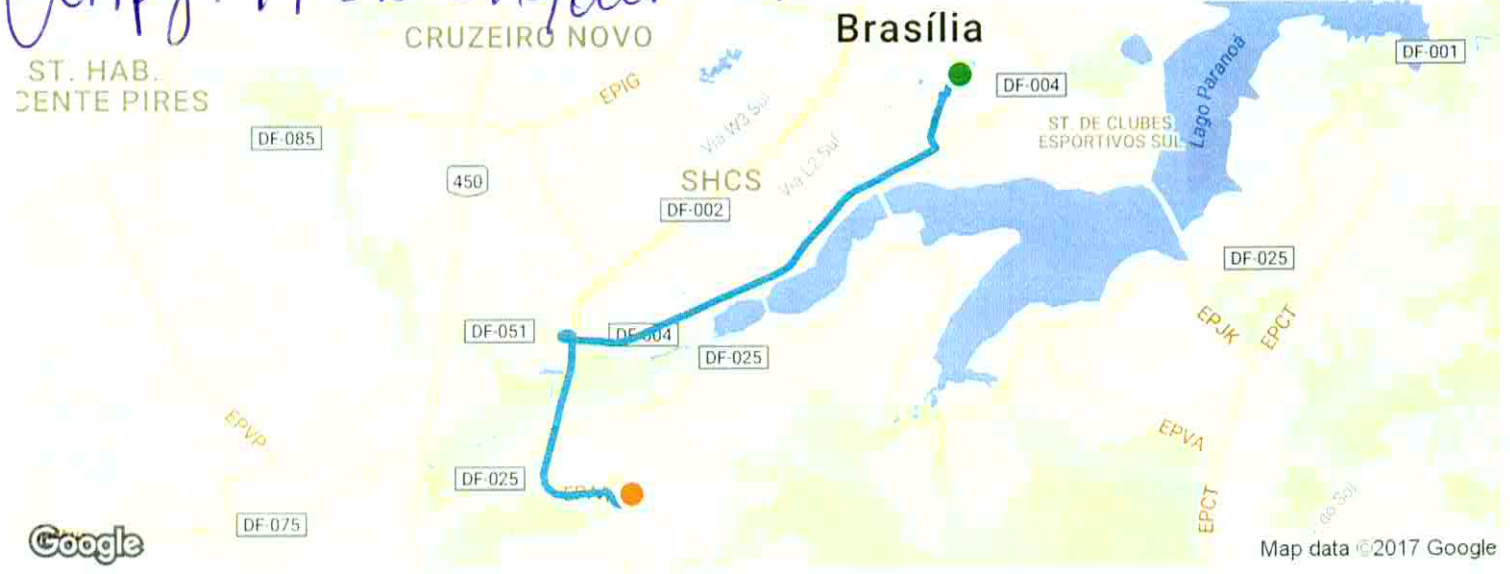 CRUZEIRO NOVO
Brasília
ST. HAB.
CENTE PIRES
DF-001
DF-004
EPIG
Lago Paranoá
Via W3 Sul
ST. DE CLUBES
ESPORTIVOS SUL
DF-085
Via L2 Sul
450
SHCS
DF-002
DF-025
DF-051
DF-004
DF-025
EPJK
EPCT
EPVP
EPVA
DF-025
EPCT
do Sol
DF-075
Google
Map data ©2017 Google